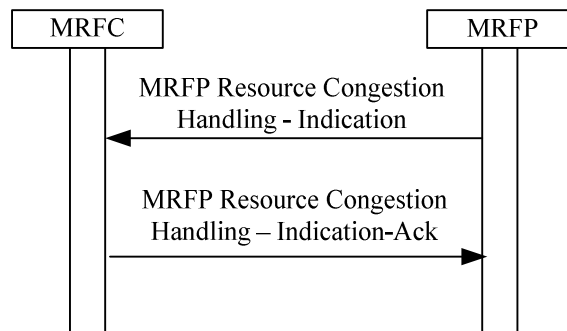 MRFC
MRFP
MRFP Resource Congestion
Handling - Indication
MRFP Resource Congestion
Handling – Indication-Ack